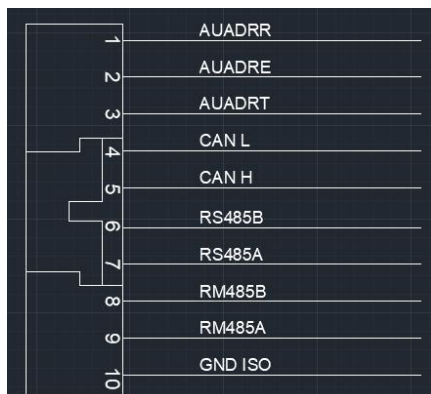 AUADRR
1
AUADRE
2
AUADRT
3
CAN L
4
CAN H
5
RS485B
6
RS485A
7
RM485B
8
RM485A
9
GND ISO
10